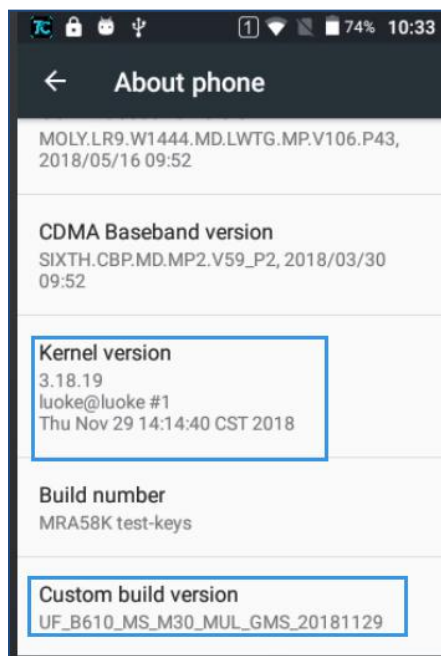 TC 1 74% 10:33
About phone
MOLY.LR9.W1444.MD.LWTG.MP.V106.P43,
2018/05/16 09:52
CDMA Baseband version
SIXTH.CBP.MD.MP2.V59_P2, 2018/03/30
09:52
Kernel version
3.18.19
luoke@luoke #1
Thu Nov 29 14:14:40 CST 2018
Build number
MRA58K test-keys
Custom build version
UF_B610_MS_M30_MUL_GMS_20181129